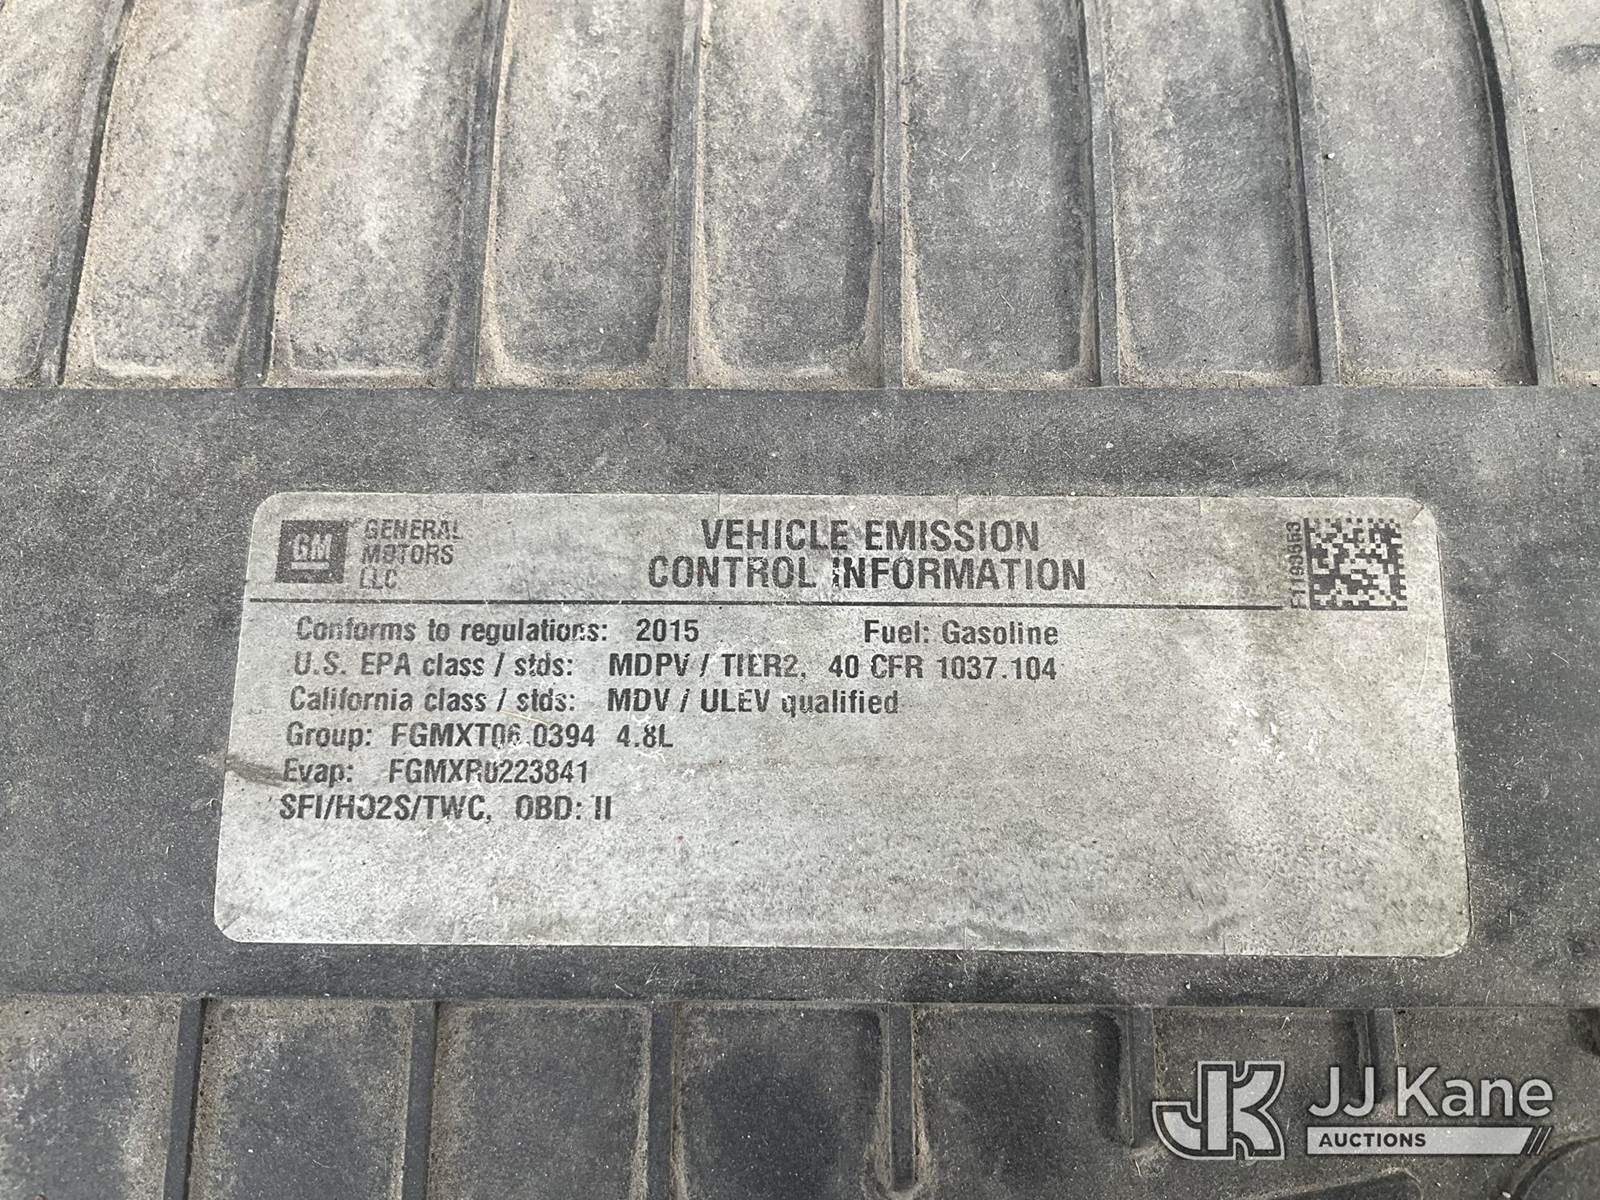 GM
GENERAL
MOTORS
LLC
VEHICLE EMISSION
CONTROL INFORMATION
Conforms to regulations: 2015 Fuel: Gasoline
U.S. EPA class / stds: MDPV / TIER2, 40 CFR 1037.104
California class / stds: MDV / ULEV qualified
Group: FGMXT06.0394 4.8L
Evap: FGMXR0223841
SFI/HO2S/TWC, OBD: II
JK JJ Kane
AUCTIONS